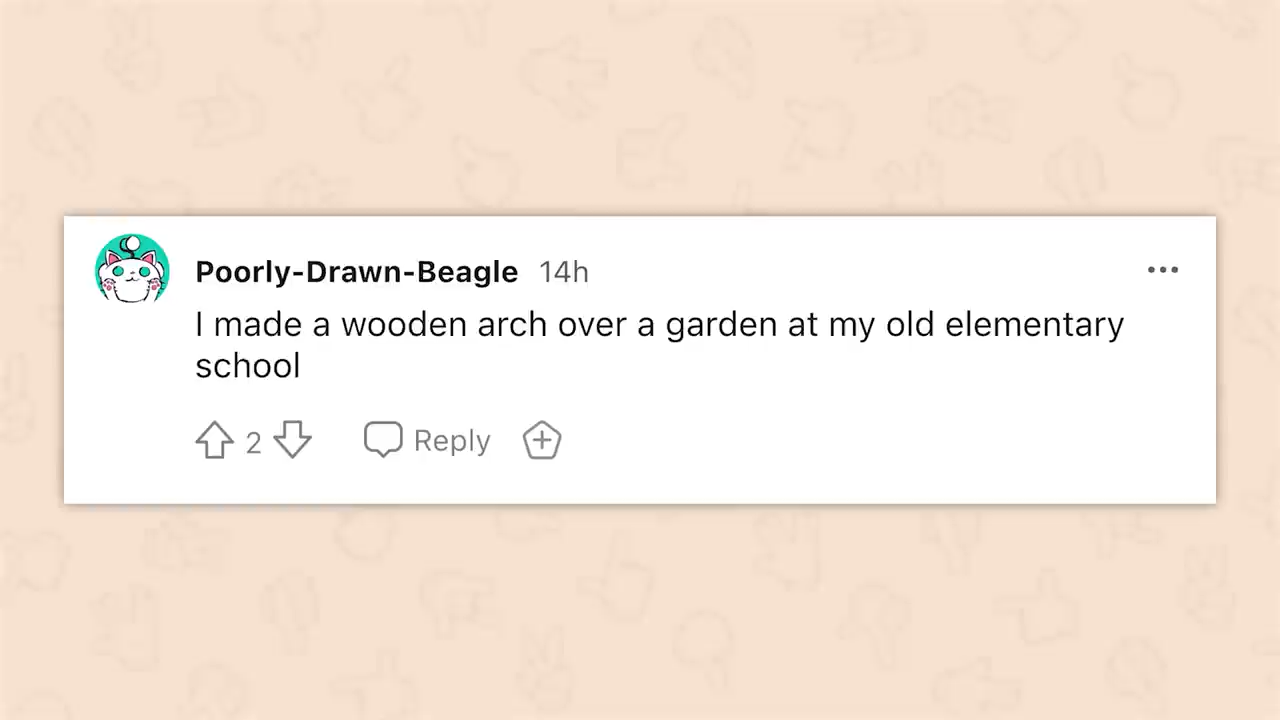 Poorly-Drawn-Beagle 14h
I made a wooden arch over a garden at my old elementary
school
2 Reply